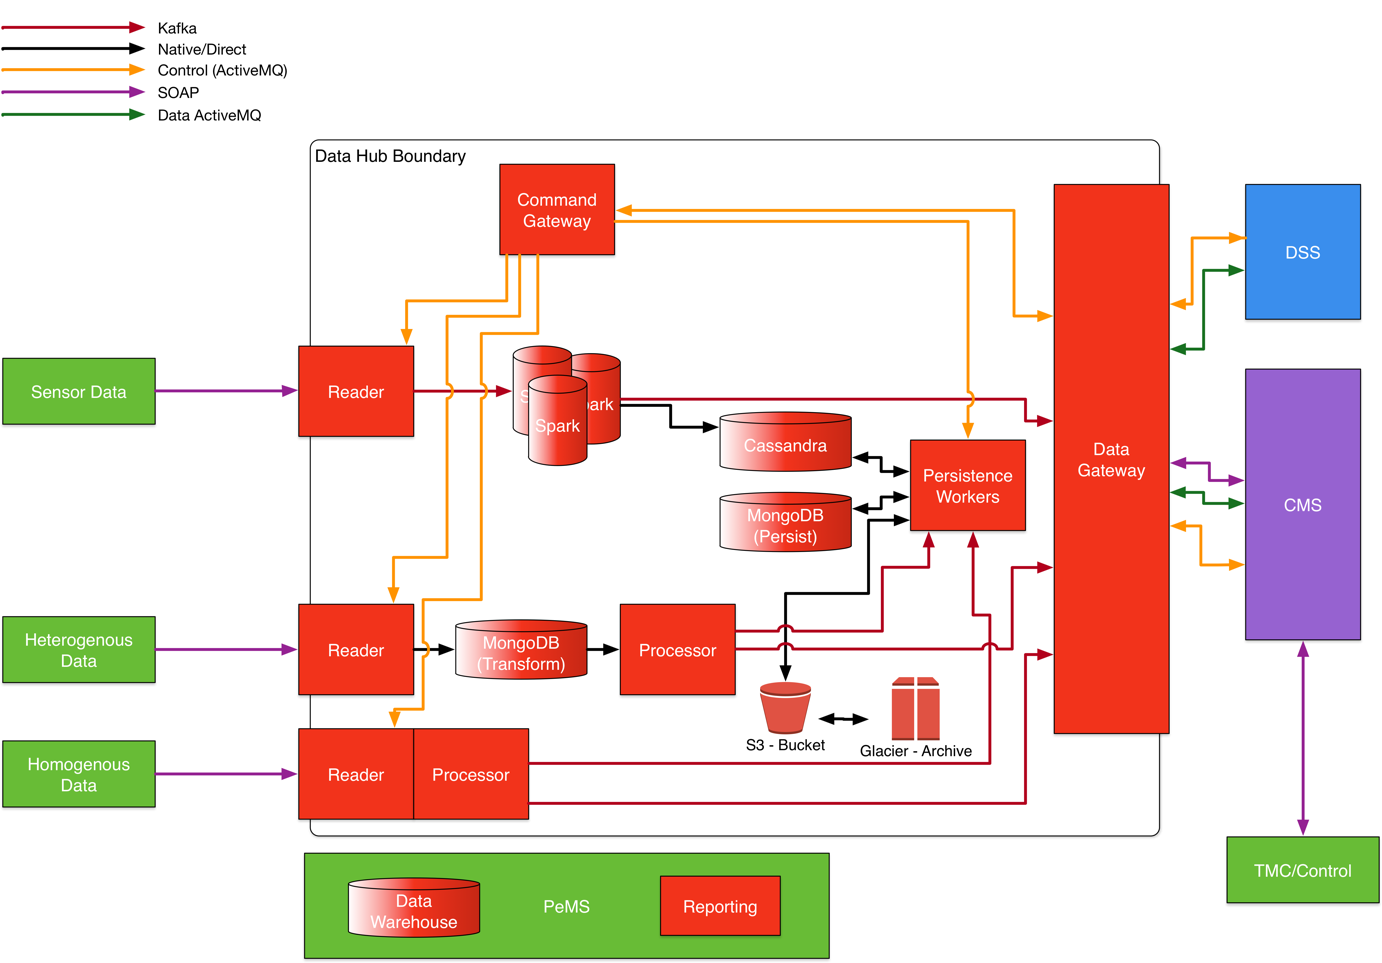 Kafka
Native/Direct
Control (ActiveMQ)
SOAP
Data ActiveMQ
Data Hub Boundary
Command
Gateway
DSS
Sensor Data
Reader
S
ark
Spark
Cassandra
Data
Gateway
Persistence
Workers
CMS
MongoDB
(Persist)
Heterogenous
Data
Reader
MongoDB
(Transform)
Processor
S3 - Bucket
Glacier - Archive
Homogenous
Data
Reader
Processor
TMC/Control
Data
Warehouse
PeMS
Reporting